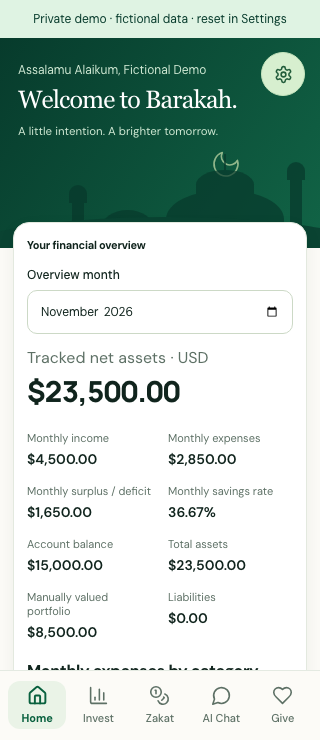 Private demo · fictional data · reset in Settings
Assalamu Alaikum, Fictional Demo
Welcome to Barakah.
A little intention. A brighter tomorrow.
Your financial overview
Overview month
November 2026
Tracked net assets · USD
$23,500.00
Monthly income
$4,500.00
Monthly expenses
$2,850.00
Monthly surplus / deficit
$1,650.00
Monthly savings rate
36.67%
Account balance
$15,000.00
Total assets
$23,500.00
Manually valued
portfolio
$8,500.00
Liabilities
$0.00
Monthly expenses by category
Home
Invest
Zakat
AI Chat
Give